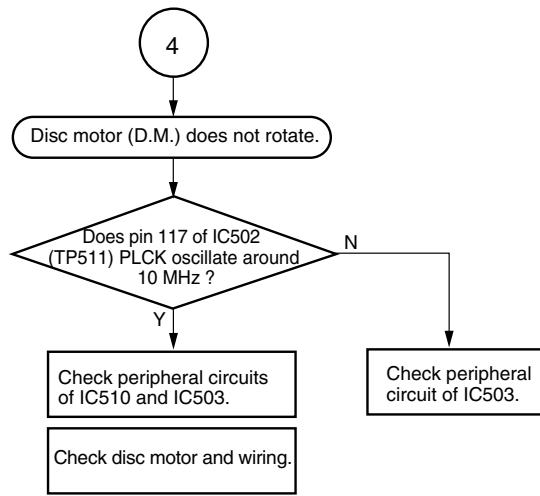 4
Disc motor (D.M.) does not rotate.
Does pin 117 of IC502
(TP511) PLCK oscillate around
10 MHz ?
N
Y
Check peripheral circuits
of IC510 and IC503.
Check peripheral
circuit of IC503.
Check disc motor and wiring.